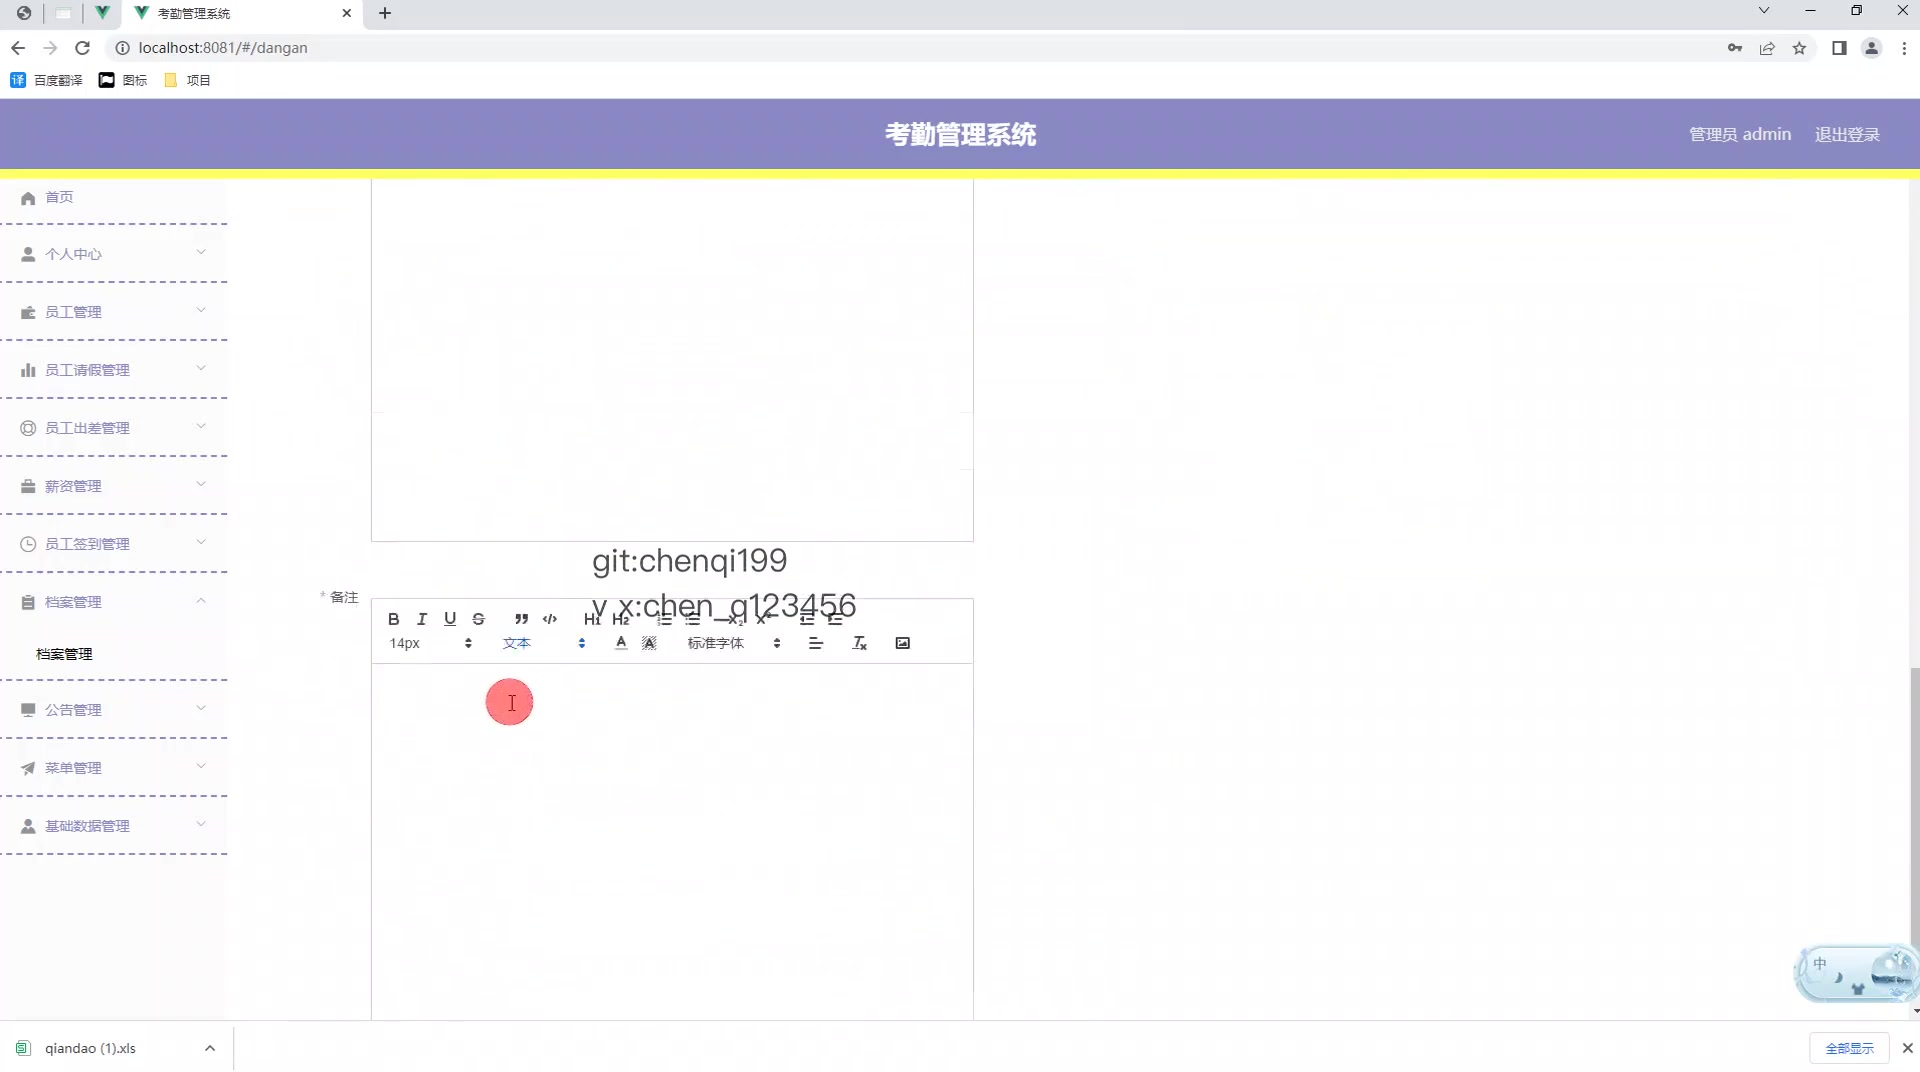 考勤管理系统
localhost:8081/#/dangan
译 百度翻译 图标 项目
考勤管理系统
管理员 admin 退出登录
首页
个人中心
员工管理
员工请假管理
员工出差管理
薪资管理
员工签到管理
档案管理
档案管理
公告管理
菜单管理
基础数据管理
git:chenqi199
v_x:chen_q123456
* 备注
B I U S H1 H2
14px 文本 A A 标准字体
中
qiandao (1).xls
全部显示